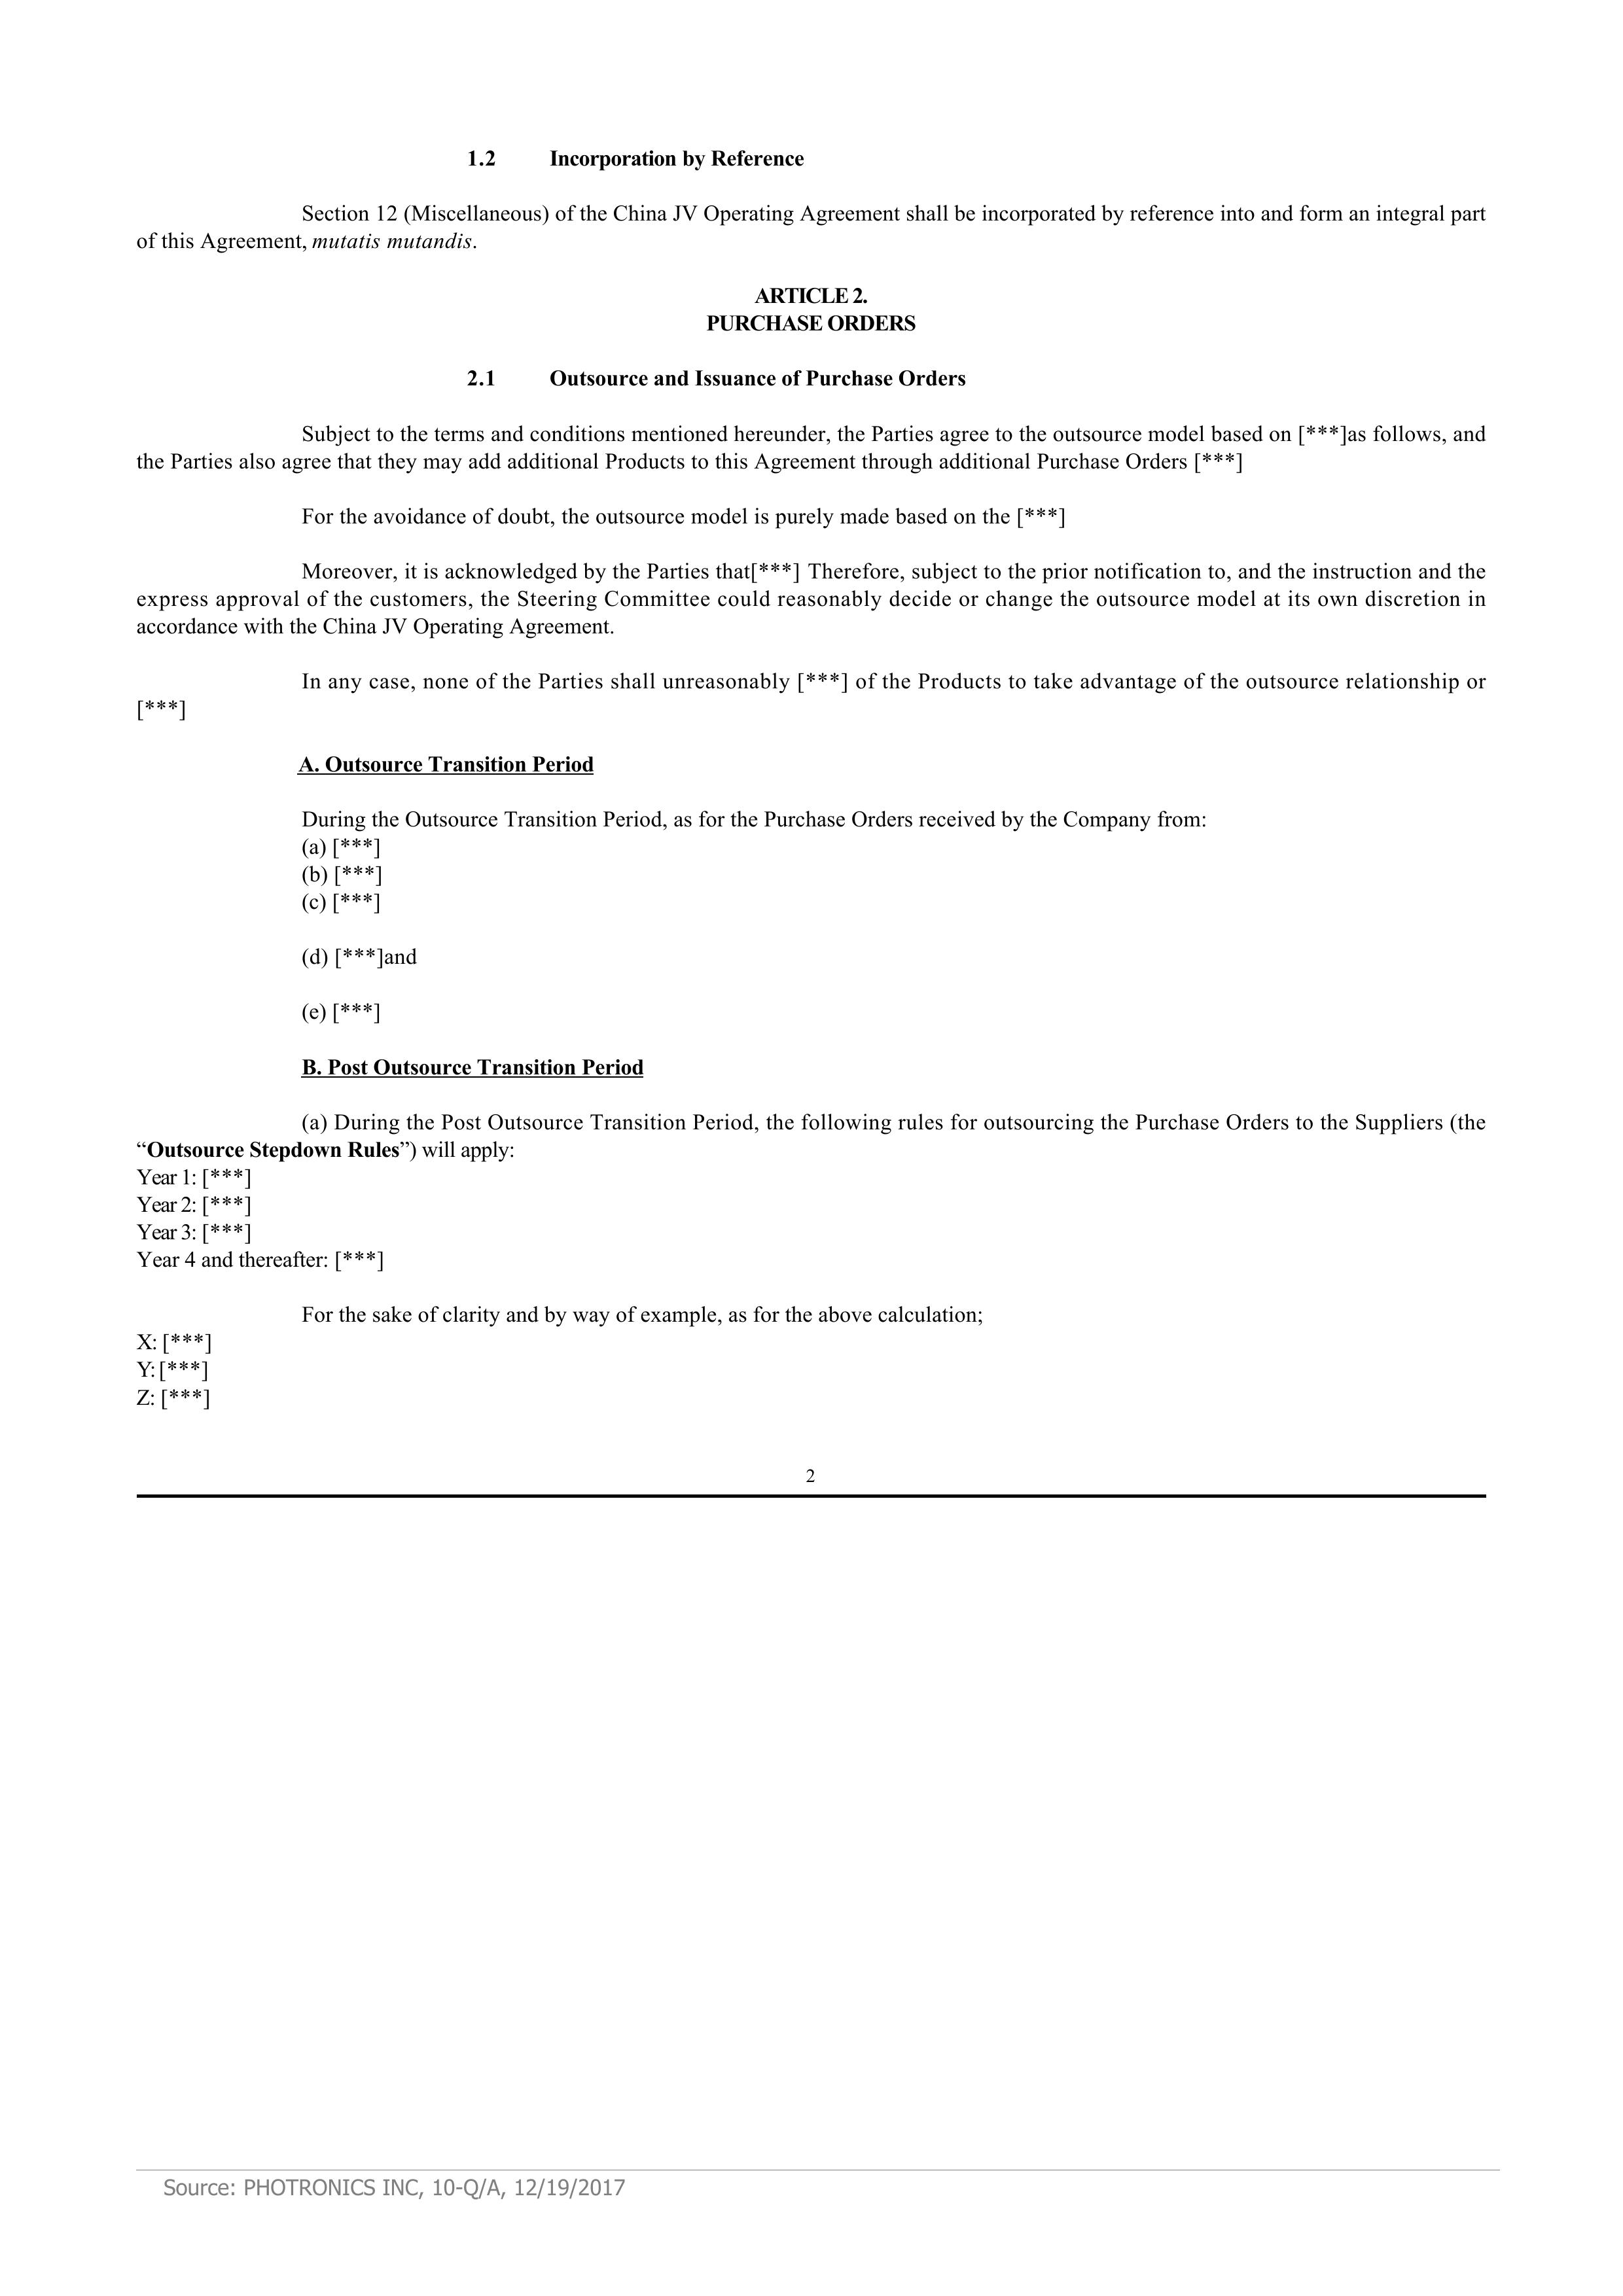 1.2 Incorporation by Reference
Section 12 (Miscellaneous) of the China JV Operating Agreement shall be incorporated by reference into and form an integral part
of this Agreement, mutatis mutandis.
ARTICLE 2.
PURCHASE ORDERS
2.1 Outsource and Issuance of Purchase Orders
Subject to the terms and conditions mentioned hereunder, the Parties agree to the outsource model based on [***]as follows, and
the Parties also agree that they may add additional Products to this Agreement through additional Purchase Orders [***]
For the avoidance of doubt, the outsource model is purely made based on the [***]
Moreover, it is acknowledged by the Parties that[***] Therefore, subject to the prior notification to, and the instruction and the
express approval of the customers, the Steering Committee could reasonably decide or change the outsource model at its own discretion in
accordance with the China JV Operating Agreement.
In any case, none of the Parties shall unreasonably [***] of the Products to take advantage of the outsource relationship or
[***]
A. Outsource Transition Period
During the Outsource Transition Period, as for the Purchase Orders received by the Company from:
(a) [***]
(b) [***]
(c) [***]
(d) [***]and
(e) [***]
B. Post Outsource Transition Period
(a) During the Post Outsource Transition Period, the following rules for outsourcing the Purchase Orders to the Suppliers (the
“Outsource Stepdown Rules”) will apply:
Year 1: [***]
Year 2: [***]
Year 3: [***]
Year 4 and thereafter: [***]
For the sake of clarity and by way of example, as for the above calculation;
X: [***]
Y: [***]
Z: [***]
2
Source: PHOTRONICS INC, 10-Q/A, 12/19/2017